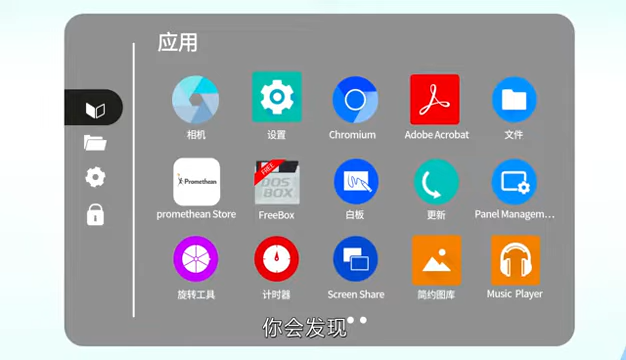 应用
相机
设置
Chromium
Adobe Acrobat
文件
Promethean
FREE
DOS
BOX
promethean Store
FreeBox
白板
更新
Panel Managem...
旋转工具
计时器
Screen Share
简约图库
Music Player
你会发现